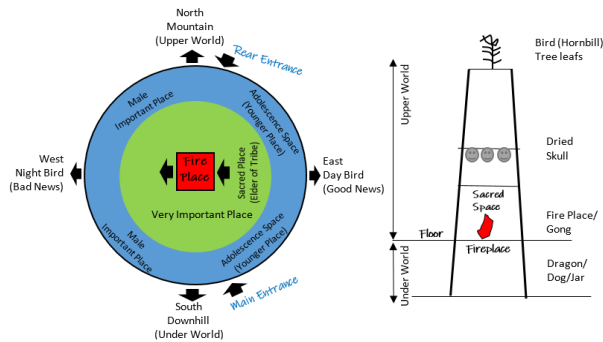 North
Mountain
(Upper World)
Rear Entrance
Male
Important Place
Adolescence Space
(Younger Place)
West
Night Bird
(Bad News)
Fire
Place
Sacred Place
(Elder of Tribe)
East
Day Bird
(Good News)
Very Important Place
Male
Important Place
Adolescence Space
(Younger Place)
Main Entrance
South
Downhill
(Under World)
Bird (Hornbill)
Tree leafs
Upper World
Dried
Skull
Sacred
Space
Fire Place/
Gong
Floor
Fireplace
Under World
Dragon/
Dog/Jar